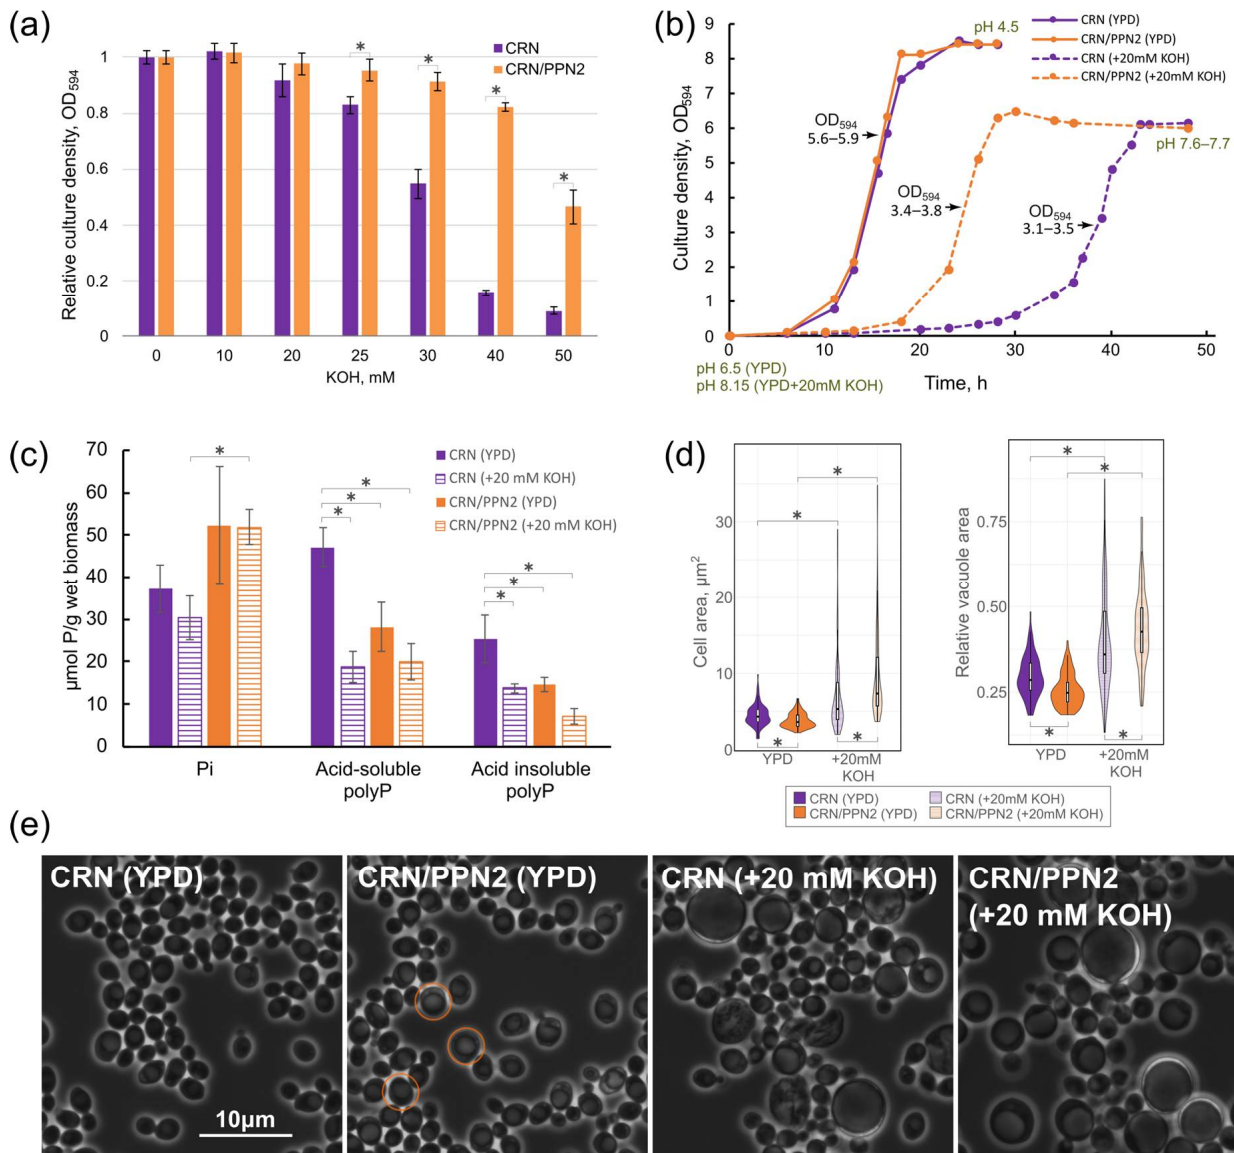 (a)
Relative culture density, OD594
1
0.8
0.6
0.4
0.2
0
0 10 20 25 30 40 50
KOH, mM
CRN
CRN/PPN2
* * * *
(b)
Culture density, OD594
9
8
7
6
5
4
3
2
1
0
0 10 20 30 40 50
Time, h
pH 6.5 (YPD)
pH 8.15 (YPD+20mM KOH)
pH 4.5
pH 7.6–7.7
CRN (YPD)
CRN/PPN2 (YPD)
CRN (+20mM KOH)
CRN/PPN2 (+20mM KOH)
OD594
5.6–5.9
OD594
3.4–3.8
OD594
3.1–3.5
(c)
µmol P/g wet biomass
70
60
50
40
30
20
10
0
Pi
Acid-soluble
polyP
Acid insoluble
polyP
CRN (YPD)
CRN (+20 mM KOH)
CRN/PPN2 (YPD)
CRN/PPN2 (+20 mM KOH)
* * * * * * *
(d)
Cell area, µm2
30
20
10
0
YPD
+20mM
KOH
* * * *
Relative vacuole area
0.75
0.50
0.25
YPD
+20mM
KOH
* * * *
CRN (YPD)
CRN (+20mM KOH)
CRN/PPN2 (YPD)
CRN/PPN2 (+20mM KOH)
(e)
CRN (YPD)
10µm
CRN/PPN2 (YPD)
CRN (+20 mM KOH)
CRN/PPN2
(+20 mM KOH)